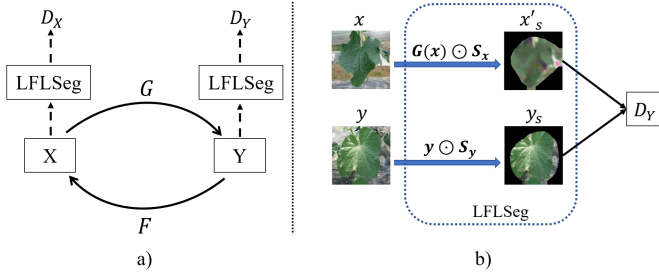 D_X
D_Y
LFLSeg
LFLSeg
G
X
Y
F
a)
x
G(x) ⊙ S_x
x'_s
y
y ⊙ S_y
y_s
D_Y
LFLSeg
b)